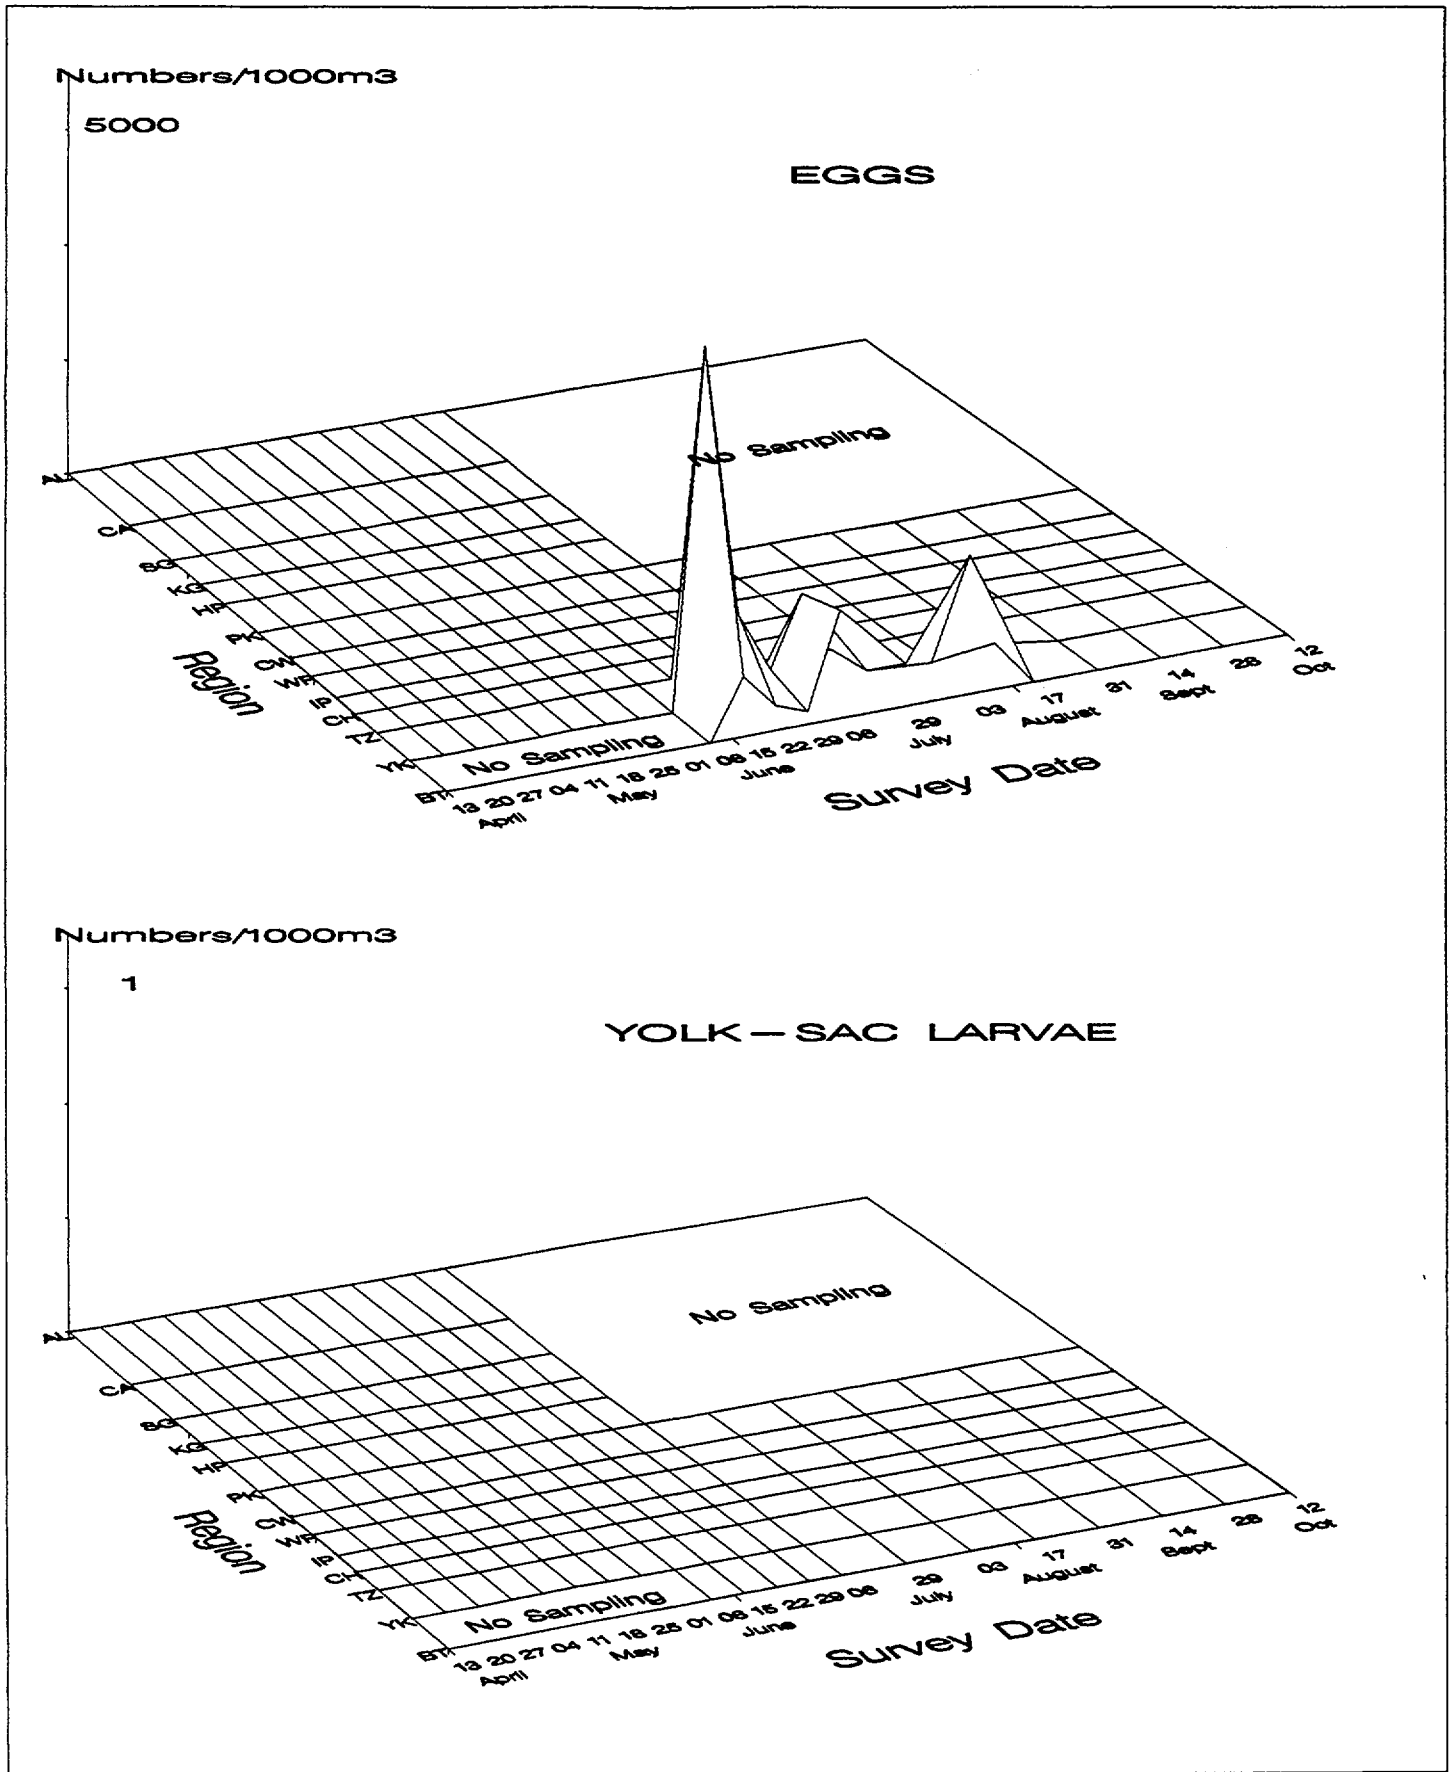 Numbers/1000m3
5000
EGGS
No Sampling
AL
CA
SG
KG
HP
PK
CW
WP
IP
CH
TZ
YK
BT
Region
No Sampling
13 20 27 04 11 18 25 01 08 15 22 29 06 29 03 17 31 14 28 12
April May June July August Sept Oct
Survey Date
Numbers/1000m3
1
YOLK-SAC LARVAE
No Sampling
AL
CA
SG
KG
HP
PK
CW
WP
IP
CH
TZ
YK
BT
Region
No Sampling
13 20 27 04 11 18 25 01 08 15 22 29 06 29 03 17 31 14 28 12
April May June July August Sept Oct
Survey Date